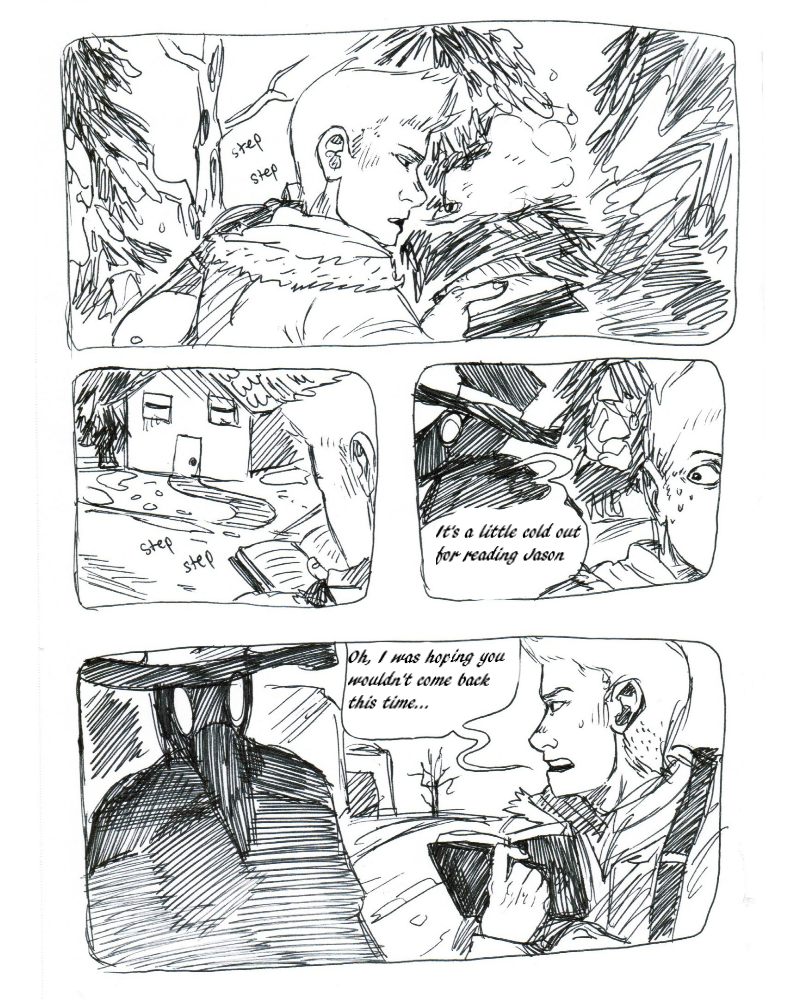 step
step
step
step
It's a little cold out
for reading Jason
Oh, I was hoping you
wouldn't come back
this time...